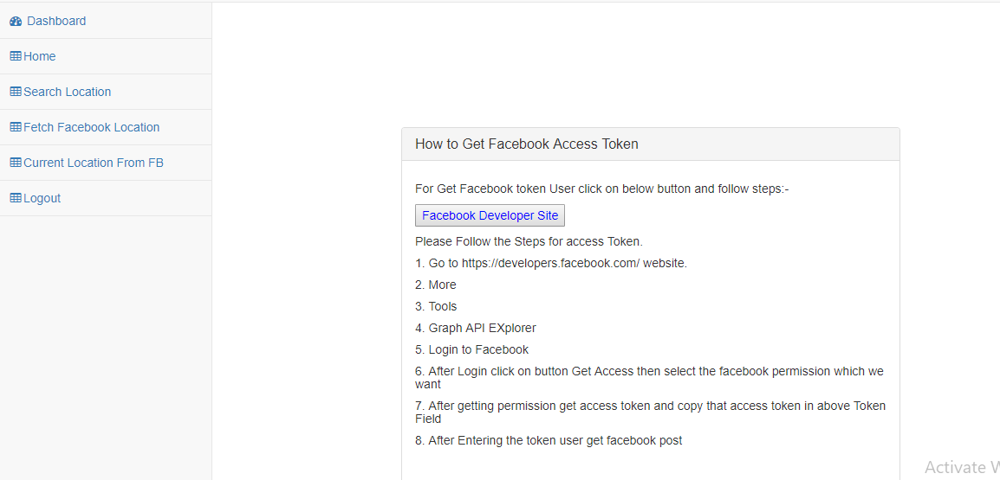 Dashboard
Home
Search Location
Fetch Facebook Location
Current Location From FB
Logout
How to Get Facebook Access Token
For Get Facebook token User click on below button and follow steps:-
Facebook Developer Site
Please Follow the Steps for access Token.
1. Go to https://developers.facebook.com/ website.
2. More
3. Tools
4. Graph API EXplorer
5. Login to Facebook
6. After Login click on button Get Access then select the facebook permission which we
want
7. After getting permission get access token and copy that access token in above Token
Field
8. After Entering the token user get facebook post
Activate W